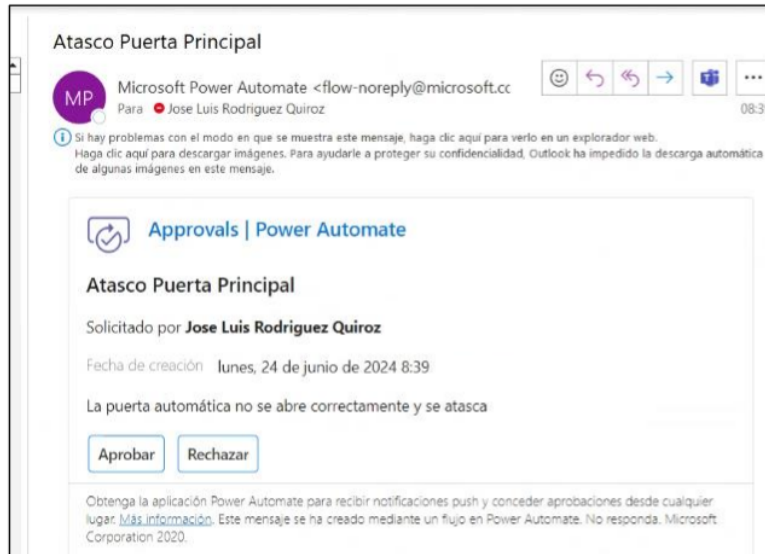 Atasco Puerta Principal
MP
Microsoft Power Automate <flow-noreply@microsoft.cc
Para Jose Luis Rodriguez Quiroz
08:3
Si hay problemas con el modo en que se muestra este mensaje, haga clic aquí para verlo en un explorador web.
Haga clic aquí para descargar imágenes. Para ayudarle a proteger su confidencialidad, Outlook ha impedido la descarga automática
de algunas imágenes en este mensaje.
Approvals | Power Automate
Atasco Puerta Principal
Solicitado por Jose Luis Rodriguez Quiroz
Fecha de creación lunes, 24 de junio de 2024 8:39
La puerta automática no se abre correctamente y se atasca
Aprobar Rechazar
Obtenga la aplicación Power Automate para recibir notificaciones push y conceder aprobaciones desde cualquier
lugar. Más información. Este mensaje se ha creado mediante un flujo en Power Automate. No responda. Microsoft
Corporation 2020.